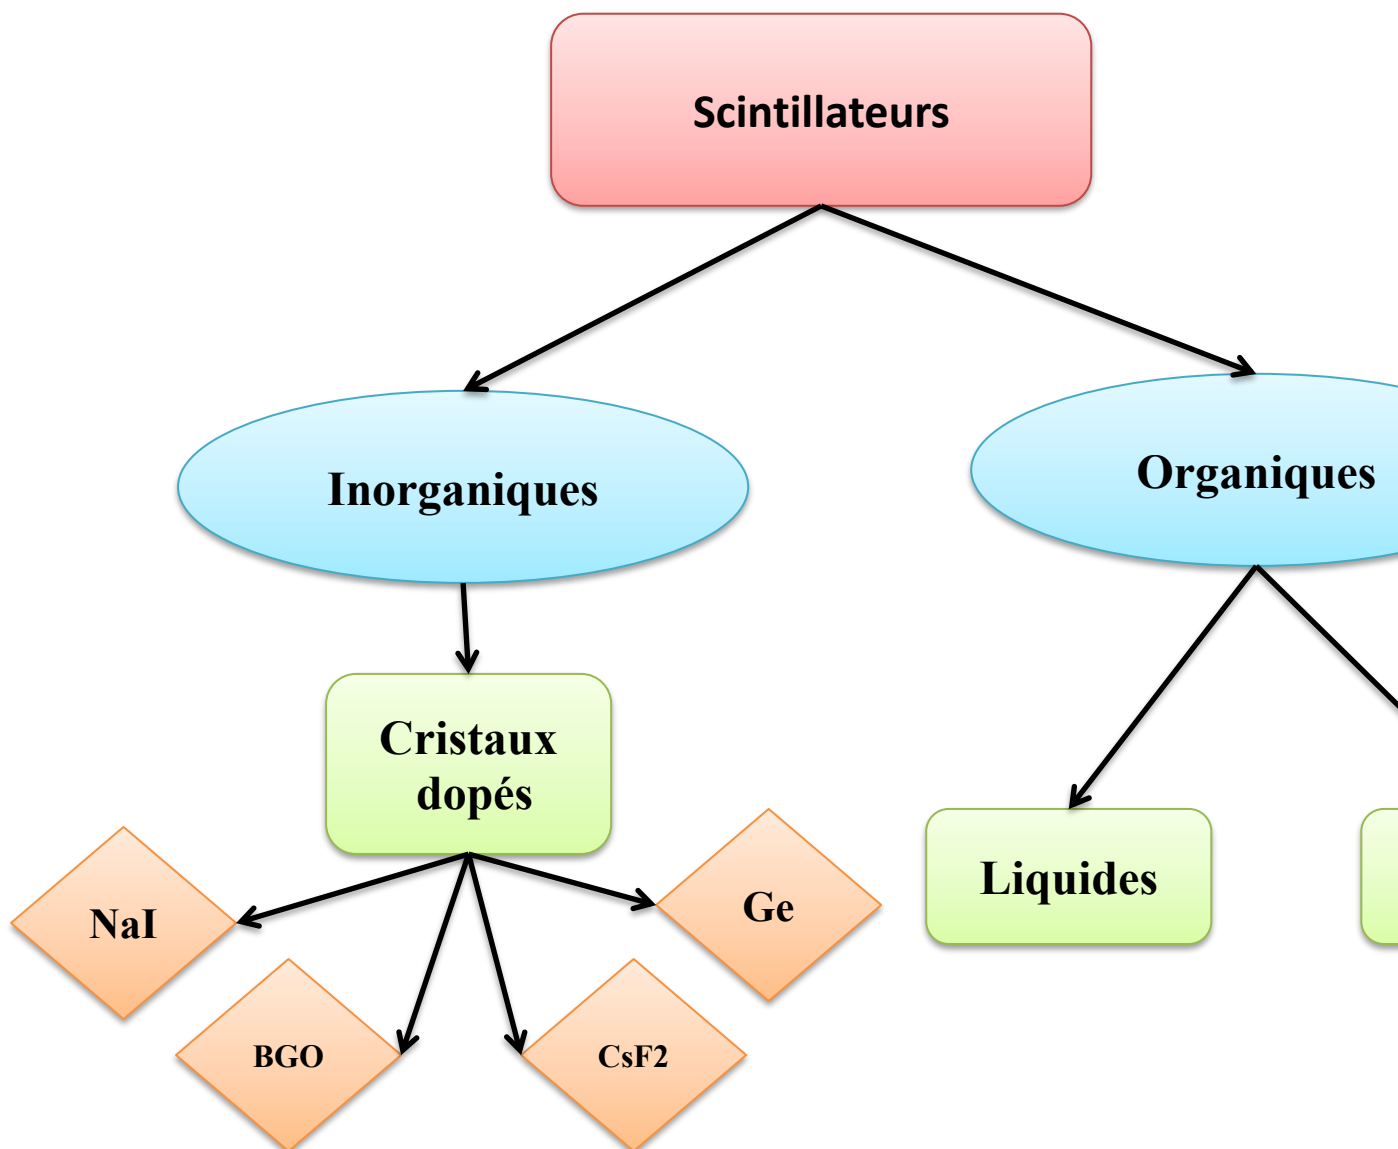 Scintillateurs
Inorganiques
Organiques
Cristaux
dopés
Liquides
NaI
Ge
BGO
CsF2